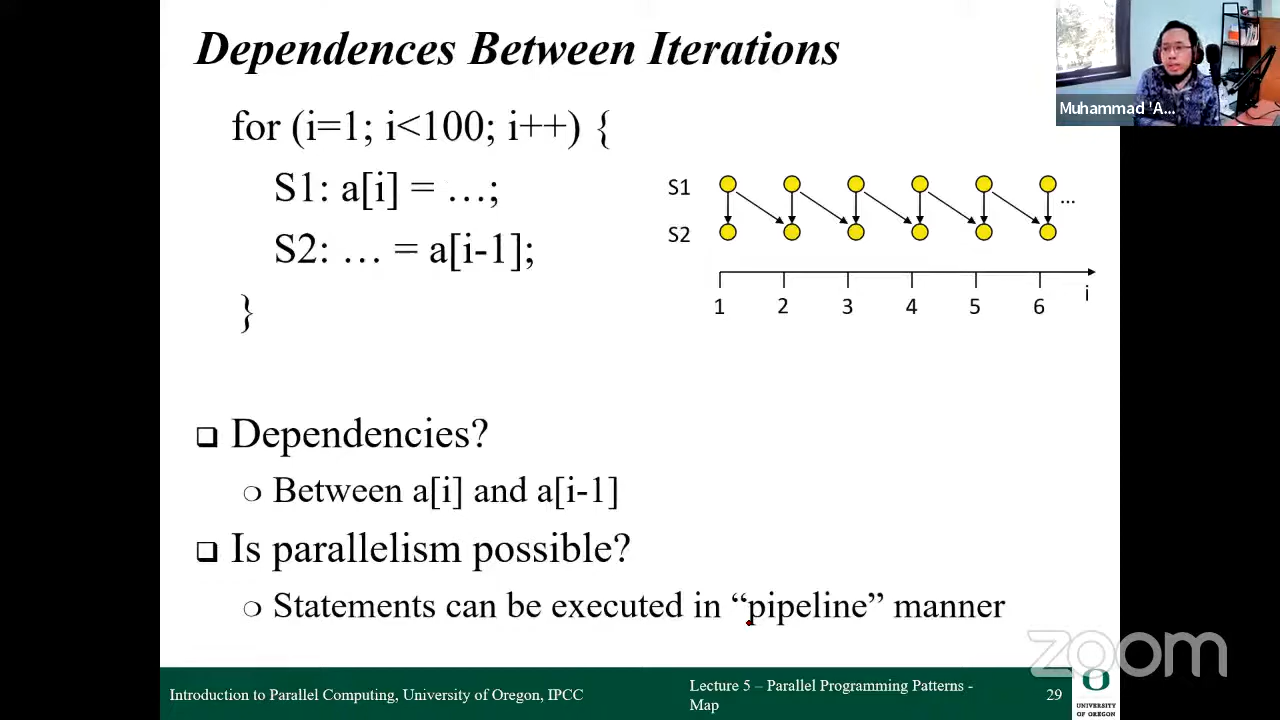 Dependences Between Iterations
Muhammad 'A...
for (i=1; i<100; i++) {
S1: a[i] = …;
S2: … = a[i-1];
}
S1
...
S2
1 2 3 4 5 6 i
Dependencies?
Between a[i] and a[i-1]
Is parallelism possible?
Statements can be executed in “pipeline” manner
zoom
Introduction to Parallel Computing, University of Oregon, IPCC
Lecture 5 – Parallel Programming Patterns -
Map
29
O
UNIVERSITY
OF OREGON